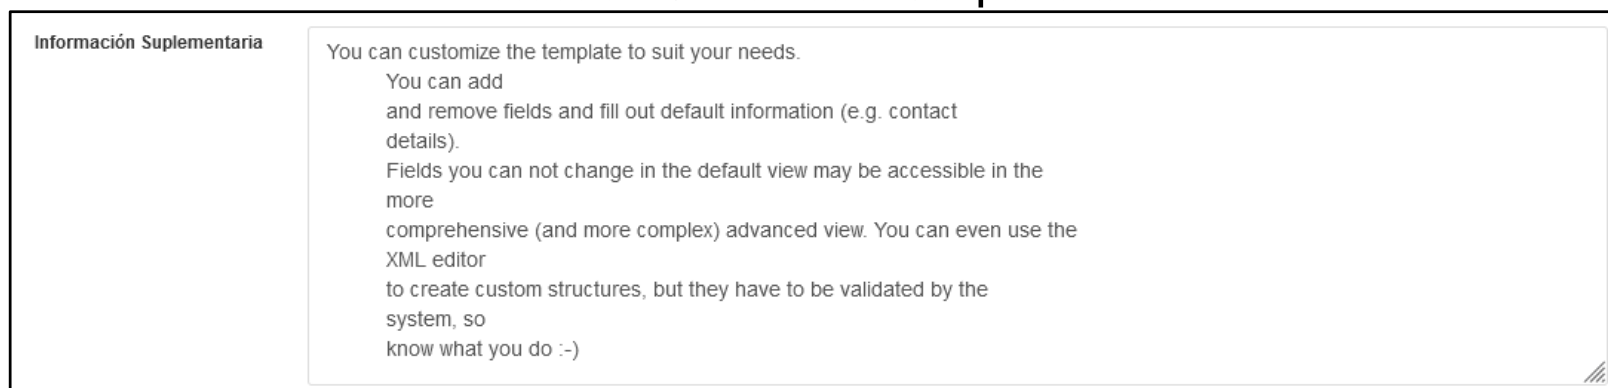 Información Suplementaria
You can customize the template to suit your needs.
You can add
and remove fields and fill out default information (e.g. contact
details).
Fields you can not change in the default view may be accessible in the
more
comprehensive (and more complex) advanced view. You can even use the
XML editor
to create custom structures, but they have to be validated by the
system, so
know what you do :-)